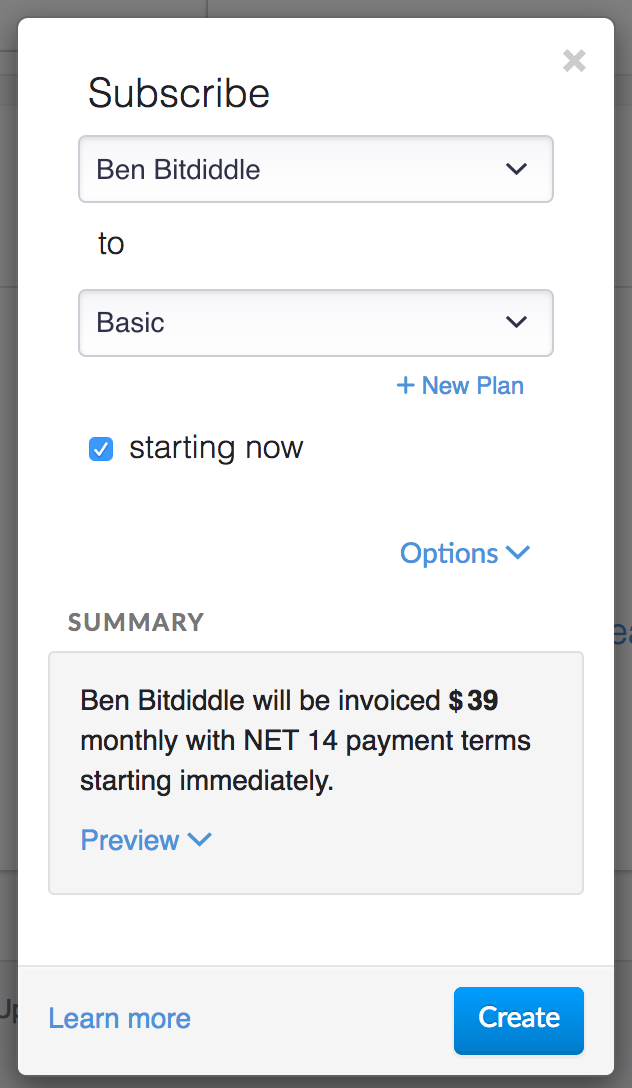 Subscribe
Ben Bitdiddle
to
Basic
+ New Plan
starting now
Options
SUMMARY
Ben Bitdiddle will be invoiced $39
monthly with NET 14 payment terms
starting immediately.
Preview
Learn more
Create